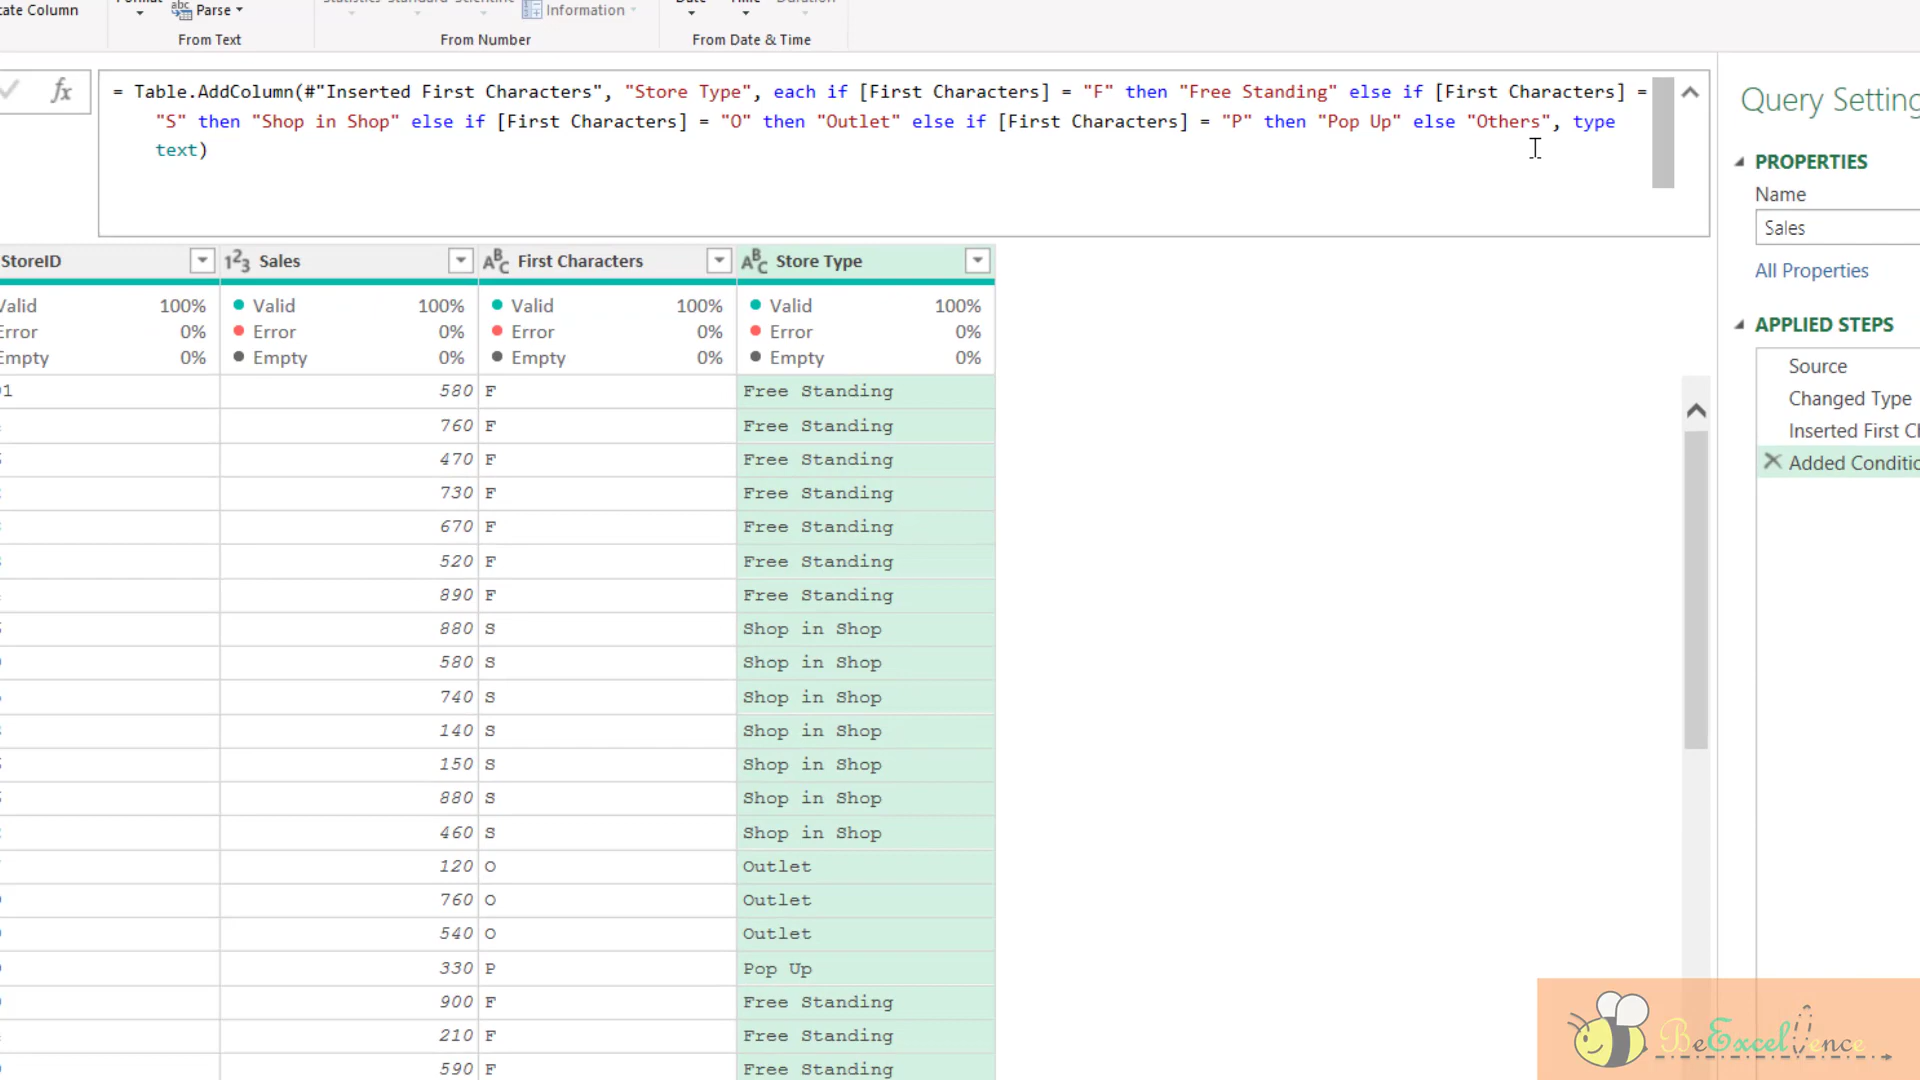 Column
Parse
Information
From Text
From Number
From Date & Time
fx
= Table.AddColumn(#"Inserted First Characters", "Store Type", each if [First Characters] = "F" then "Free Standing" else if [First Characters] =
"S" then "Shop in Shop" else if [First Characters] = "O" then "Outlet" else if [First Characters] = "P" then "Pop Up" else "Others", type
text)
StoreID 123 Sales ABC First Characters ABC Store Type
Valid 100% Valid 100% Valid 100% Valid 100%
Error 0% Error 0% Error 0% Error 0%
Empty 0% Empty 0% Empty 0% Empty 0%
580 F Free Standing
760 F Free Standing
470 F Free Standing
730 F Free Standing
670 F Free Standing
520 F Free Standing
890 F Free Standing
880 S Shop in Shop
580 S Shop in Shop
740 S Shop in Shop
140 S Shop in Shop
150 S Shop in Shop
880 S Shop in Shop
460 S Shop in Shop
120 O Outlet
760 O Outlet
540 O Outlet
330 P Pop Up
900 F Free Standing
210 F Free Standing
590 F Free Standing
Query Setting
PROPERTIES
Name
Sales
All Properties
APPLIED STEPS
Source
Changed Type
Inserted First Ch
Added Conditio
BeExcellence